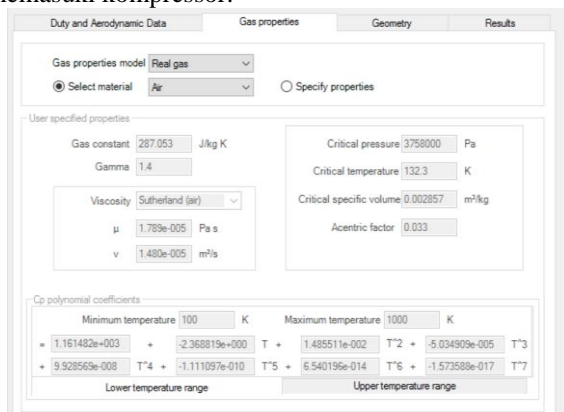 memasuki kompressor.
Duty and Aerodynamic Data Gas properties Geometry Results
Gas properties model Real gas
Select material Air Specify properties
User specified properties
Gas constant 287.053 J/kg K
Gamma 1.4
Viscosity Sutherland (air)
μ 1.789e-005 Pa s
ν 1.480e-005 m²/s
Critical pressure 3758000 Pa
Critical temperature 132.3 K
Critical specific volume 0.002857 m³/kg
Acentric factor 0.033
Cp polynomial coefficients
Minimum temperature 100 K Maximum temperature 1000 K
= 1.161482e+003 + -2.368819e+000 T + 1.485511e-002 T^2 + -5.034909e-005 T^3
+ 9.928569e-008 T^4 + -1.111097e-010 T^5 + 6.540196e-014 T^6 + -1.573588e-017 T^7
Lower temperature range Upper temperature range